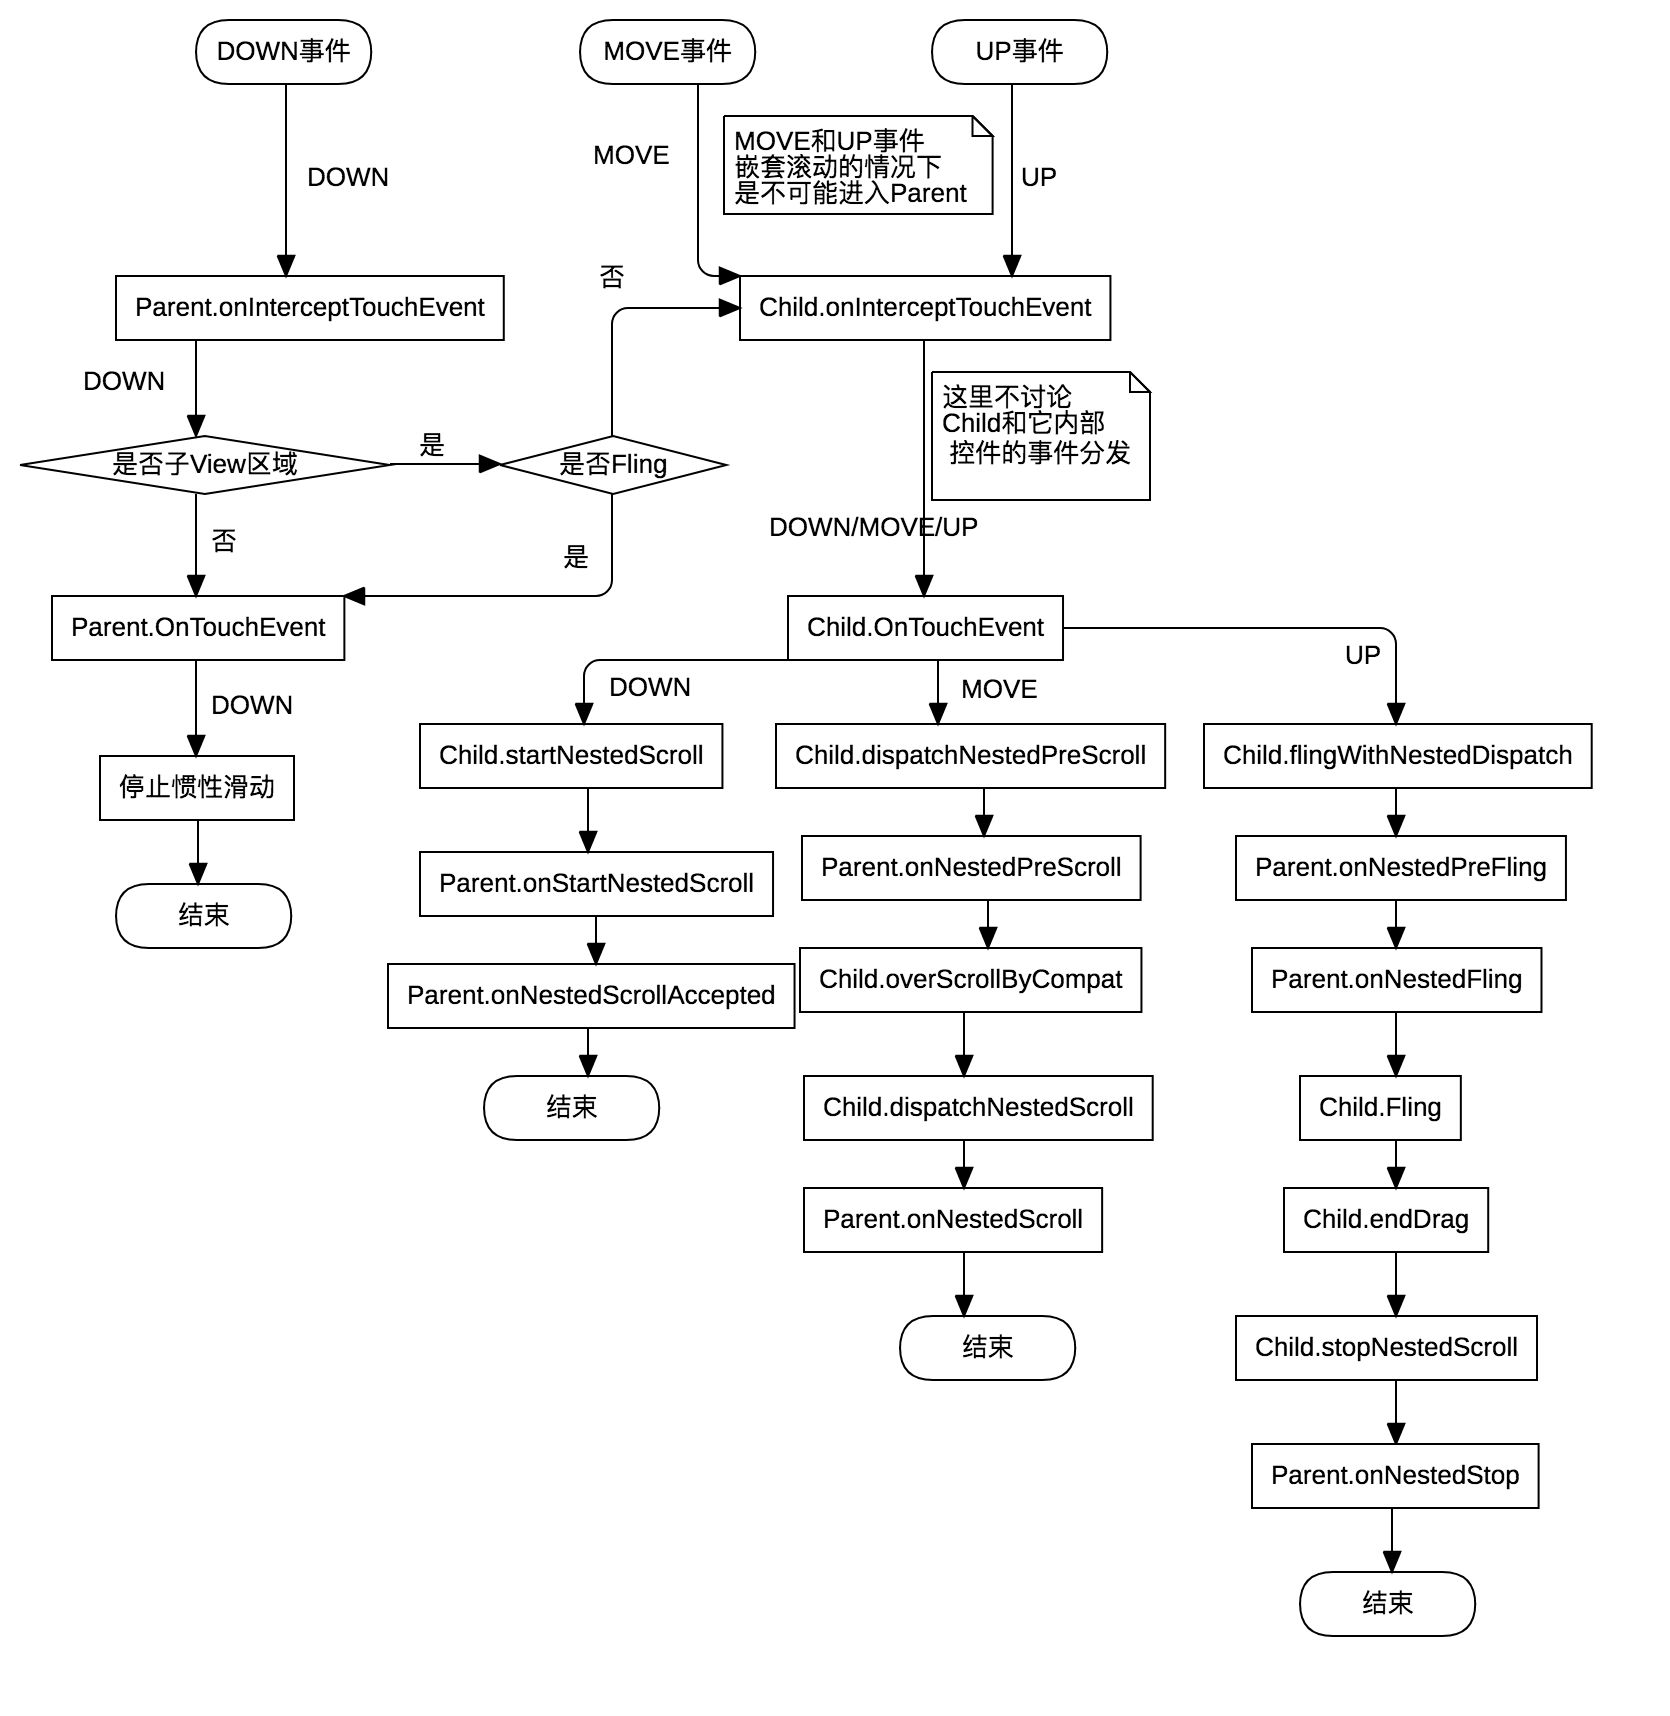 DOWN事件
MOVE事件
UP事件
MOVE和UP事件
嵌套滚动的情况下
是不可能进入Parent
MOVE
DOWN
UP
否
Parent.onInterceptTouchEvent
Child.onInterceptTouchEvent
DOWN
这里不讨论
Child和它内部
控件的事件分发
是
是否子View区域
是否Fling
DOWN/MOVE/UP
否
是
Parent.OnTouchEvent
Child.OnTouchEvent
UP
DOWN
MOVE
DOWN
Child.startNestedScroll
Child.dispatchNestedPreScroll
Child.flingWithNestedDispatch
停止惯性滑动
Parent.onNestedPreScroll
Parent.onNestedPreFling
Parent.onStartNestedScroll
结束
Child.overScrollByCompat
Parent.onNestedFling
Parent.onNestedScrollAccepted
结束
Child.dispatchNestedScroll
Child.Fling
Parent.onNestedScroll
Child.endDrag
结束
Child.stopNestedScroll
Parent.onNestedStop
结束